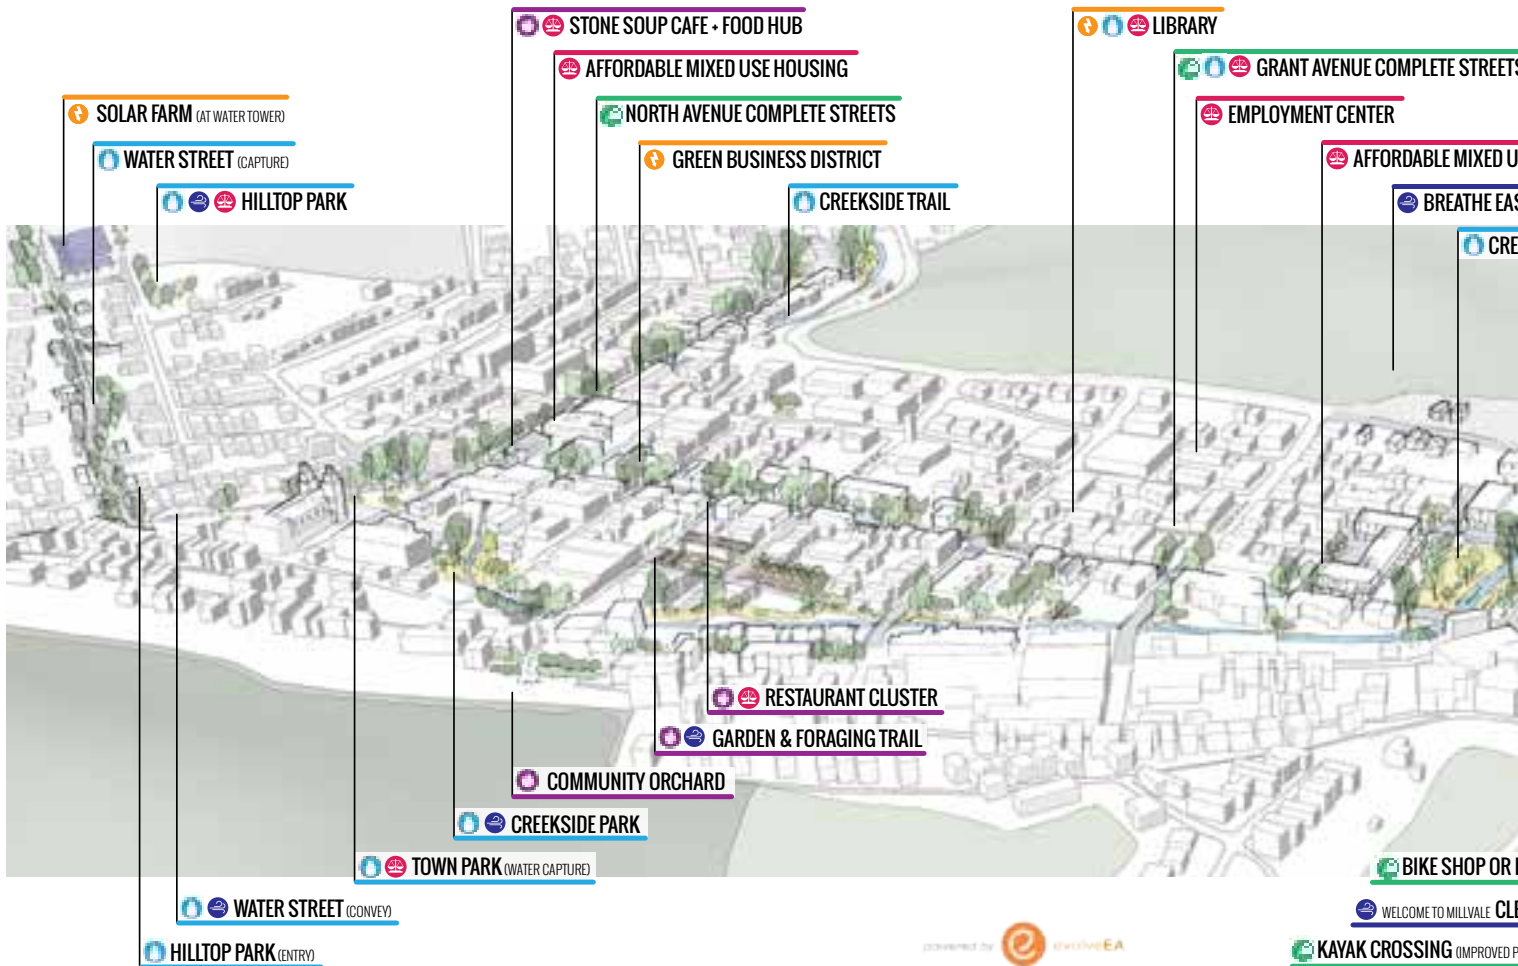 STONE SOUP CAFE + FOOD HUB
LIBRARY
AFFORDABLE MIXED USE HOUSING
GRANT AVENUE COMPLETE STREETS
SOLAR FARM (AT WATER TOWER)
NORTH AVENUE COMPLETE STREETS
EMPLOYMENT CENTER
WATER STREET (CAPTURE)
GREEN BUSINESS DISTRICT
AFFORDABLE MIXED U
HILLTOP PARK
CREEKSIDE TRAIL
BREATHE EAS
CRE
RESTAURANT CLUSTER
GARDEN & FORAGING TRAIL
COMMUNITY ORCHARD
CREEKSIDE PARK
TOWN PARK (WATER CAPTURE)
BIKE SHOP OR
WATER STREET (CONVEY)
WELCOME TO MILLVALE CLE
HILLTOP PARK (ENTRY)
powered by evolveEA
KAYAK CROSSING (IMPROVED P